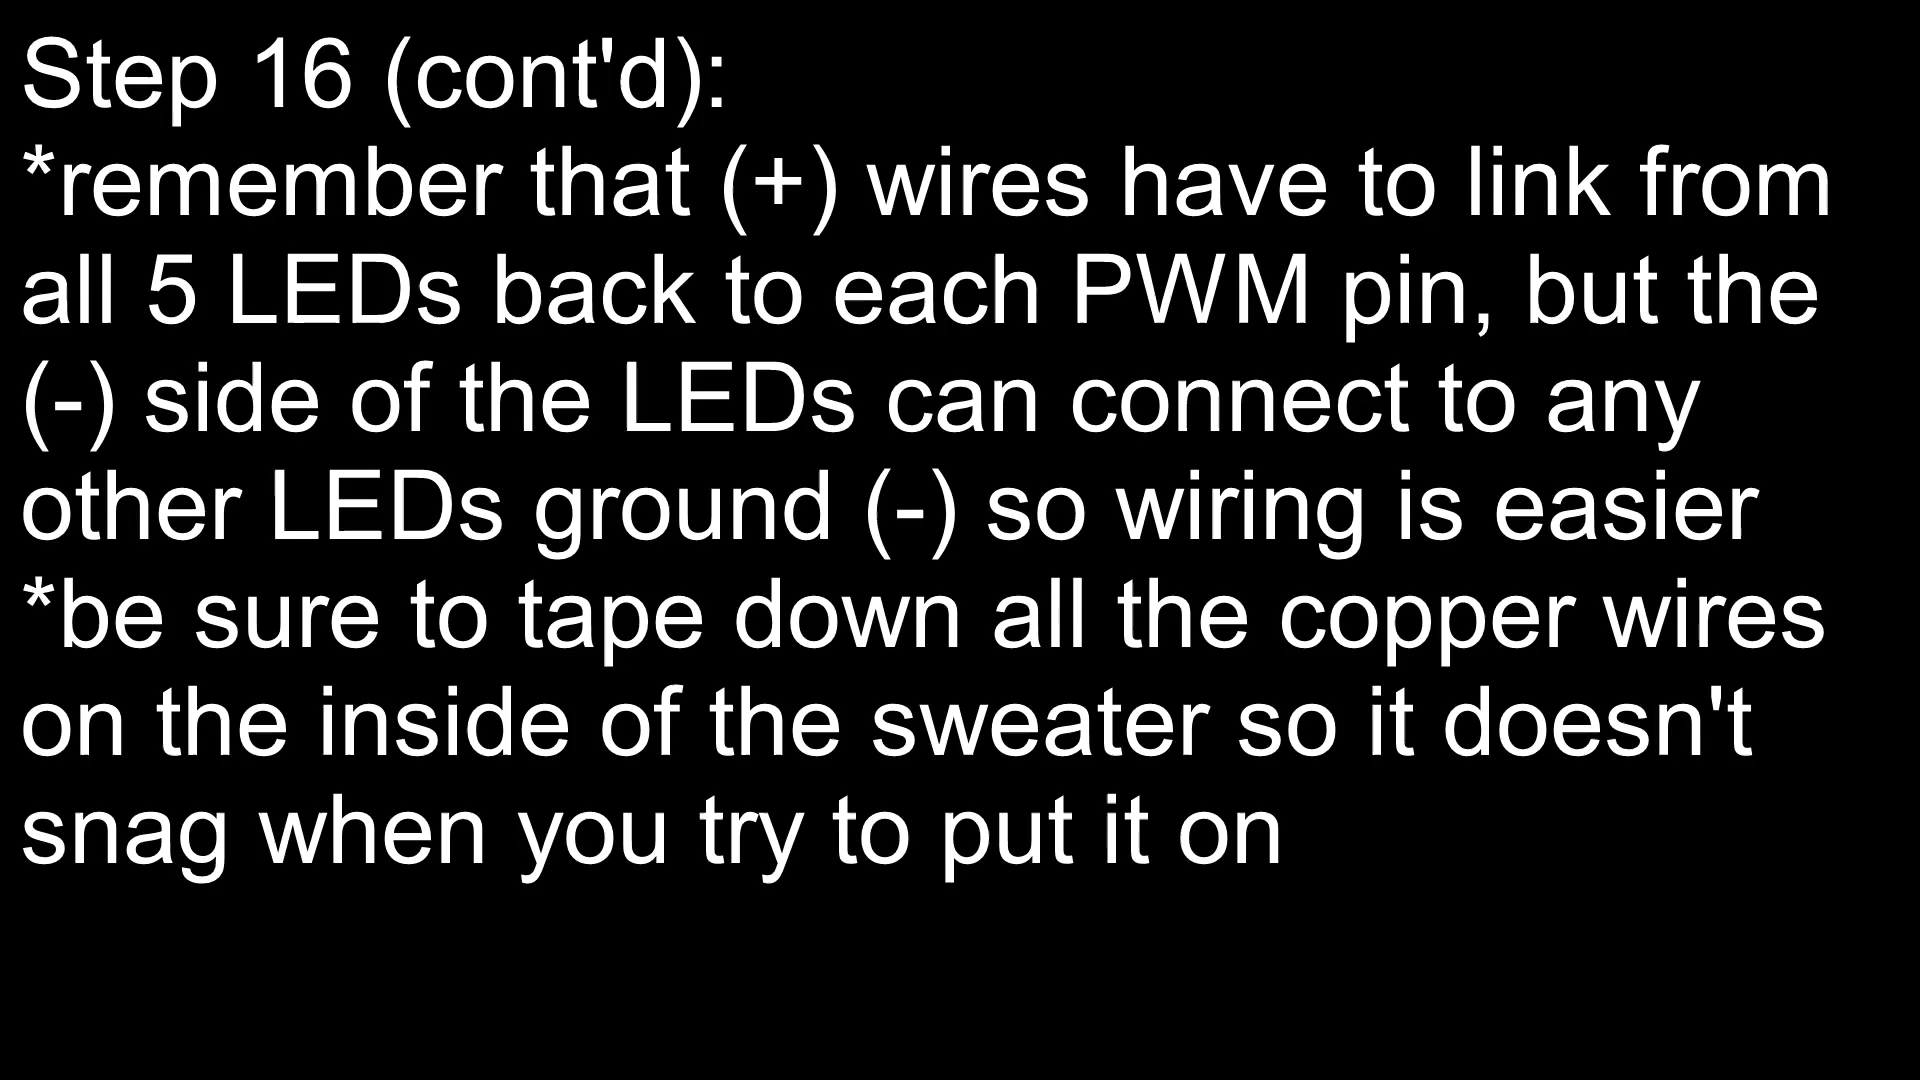 Step 16 (cont'd):
*remember that (+) wires have to link from
all 5 LEDs back to each PWM pin, but the
(-) side of the LEDs can connect to any
other LEDs ground (-) so wiring is easier
*be sure to tape down all the copper wires
on the inside of the sweater so it doesn't
snag when you try to put it on